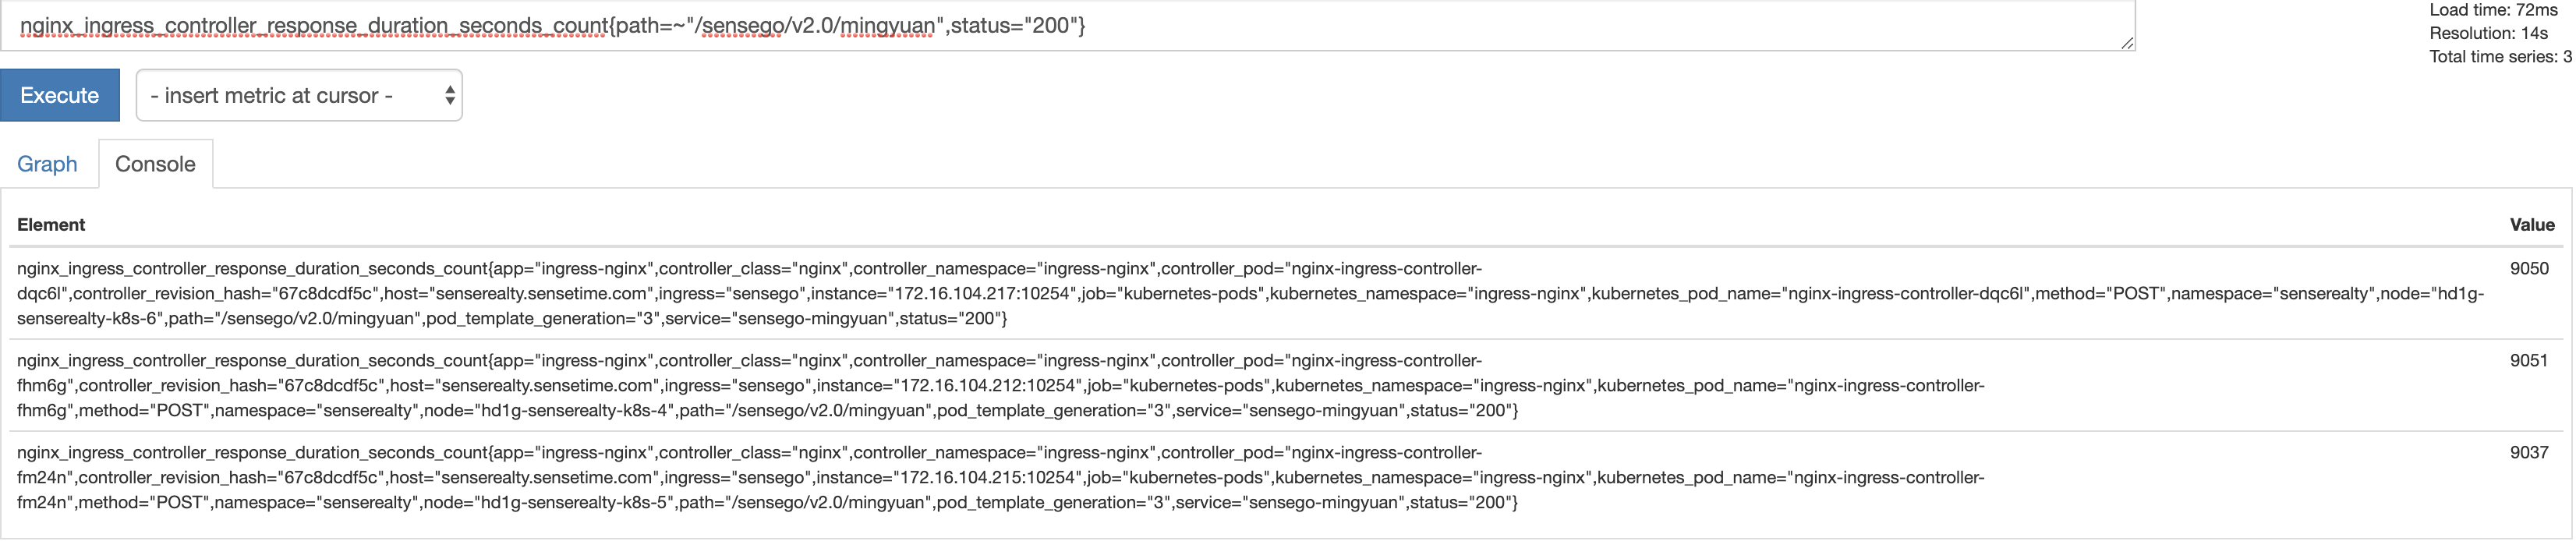 nginx_ingress_controller_response_duration_seconds_count{path=~"/sensego/v2.0/mingyuan",status="200"}
Load time: 72ms
Resolution: 14s
Total time series: 3
Execute
- insert metric at cursor -
Graph
Console
Element
Value
nginx_ingress_controller_response_duration_seconds_count{app="ingress-nginx",controller_class="nginx",controller_namespace="ingress-nginx",controller_pod="nginx-ingress-controller-
9050
dqc6l",controller_revision_hash="67c8dcdf5c",host="senserealty.sensetime.com",ingress="sensego",instance="172.16.104.217:10254",job="kubernetes-pods",kubernetes_namespace="ingress-nginx",kubernetes_pod_name="nginx-ingress-controller-dqc6l",method="POST",namespace="senserealty",node="hd1g-
senserealty-k8s-6",path="/sensego/v2.0/mingyuan",pod_template_generation="3",service="sensego-mingyuan",status="200"}
nginx_ingress_controller_response_duration_seconds_count{app="ingress-nginx",controller_class="nginx",controller_namespace="ingress-nginx",controller_pod="nginx-ingress-controller-
9051
fhm6g",controller_revision_hash="67c8dcdf5c",host="senserealty.sensetime.com",ingress="sensego",instance="172.16.104.212:10254",job="kubernetes-pods",kubernetes_namespace="ingress-nginx",kubernetes_pod_name="nginx-ingress-controller-
fhm6g",method="POST",namespace="senserealty",node="hd1g-senserealty-k8s-4",path="/sensego/v2.0/mingyuan",pod_template_generation="3",service="sensego-mingyuan",status="200"}
nginx_ingress_controller_response_duration_seconds_count{app="ingress-nginx",controller_class="nginx",controller_namespace="ingress-nginx",controller_pod="nginx-ingress-controller-
9037
fm24n",controller_revision_hash="67c8dcdf5c",host="senserealty.sensetime.com",ingress="sensego",instance="172.16.104.215:10254",job="kubernetes-pods",kubernetes_namespace="ingress-nginx",kubernetes_pod_name="nginx-ingress-controller-
fm24n",method="POST",namespace="senserealty",node="hd1g-senserealty-k8s-5",path="/sensego/v2.0/mingyuan",pod_template_generation="3",service="sensego-mingyuan",status="200"}